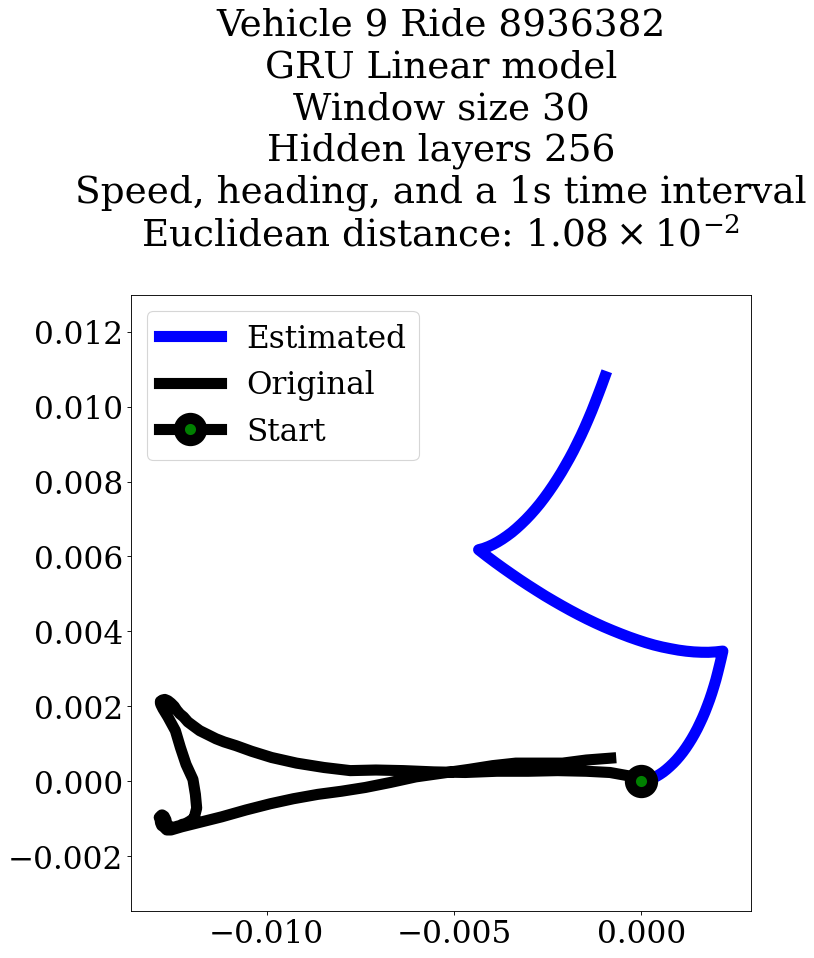 Vehicle 9 Ride 8936382
GRU Linear model
Window size 30
Hidden layers 256
Speed, heading, and a 1s time interval
Euclidean distance: 1.08 × 10⁻²
Estimated
Original
Start
0.012
0.010
0.008
0.006
0.004
0.002
0.000
−0.002
−0.010
−0.005
0.000